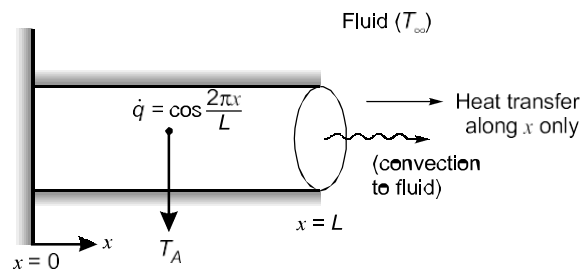 Fluid (T∞)
q̇ = cos 2πx/L
Heat transfer
along x only
(convection
to fluid)
x = L
x
T_A
x = 0